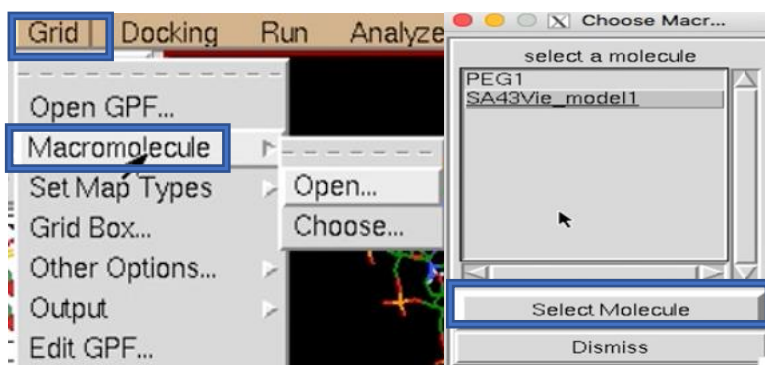 Grid Docking Run Analyze
Open GPF...
Macromolecule
Set Map Types
Grid Box...
Other Options...
Output
Edit GPF...
Open...
Choose...
Choose Macr...
select a molecule
PEG1
SA43Vie_model1
Select Molecule
Dismiss